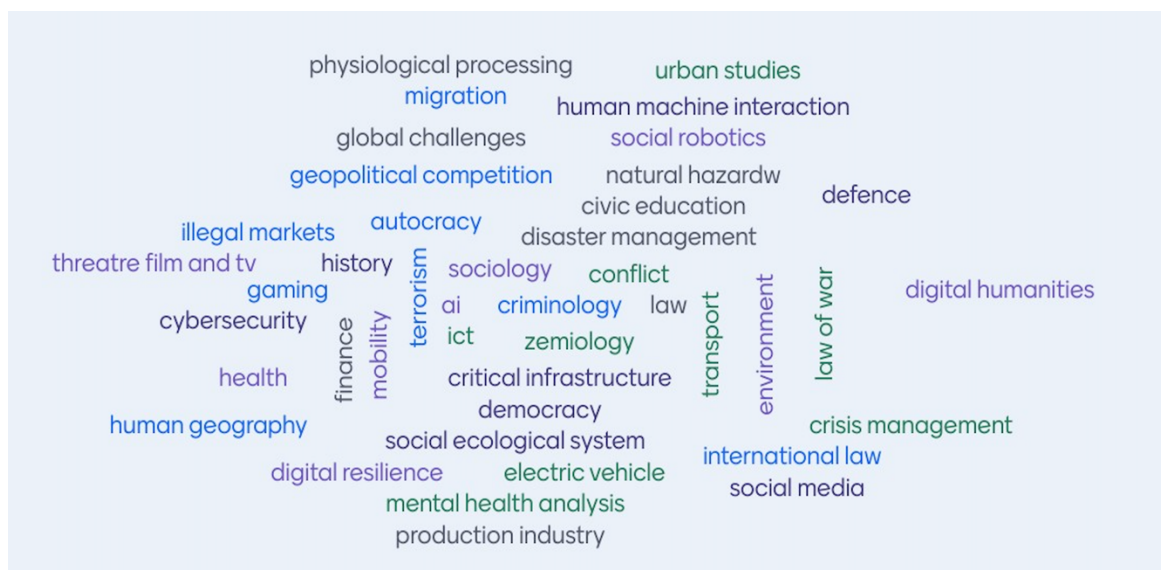 physiological processing
urban studies
migration
human machine interaction
global challenges
social robotics
geopolitical competition
natural hazardw
defence
civic education
autocracy
illegal markets
disaster management
threatre film and tv
history
terrorism
sociology
conflict
gaming
ai
criminology
law
transport
environment
law of war
digital humanities
cybersecurity
finance
mobility
ict
zemiology
health
critical infrastructure
democracy
human geography
crisis management
social ecological system
international law
digital resilience
electric vehicle
social media
mental health analysis
production industry